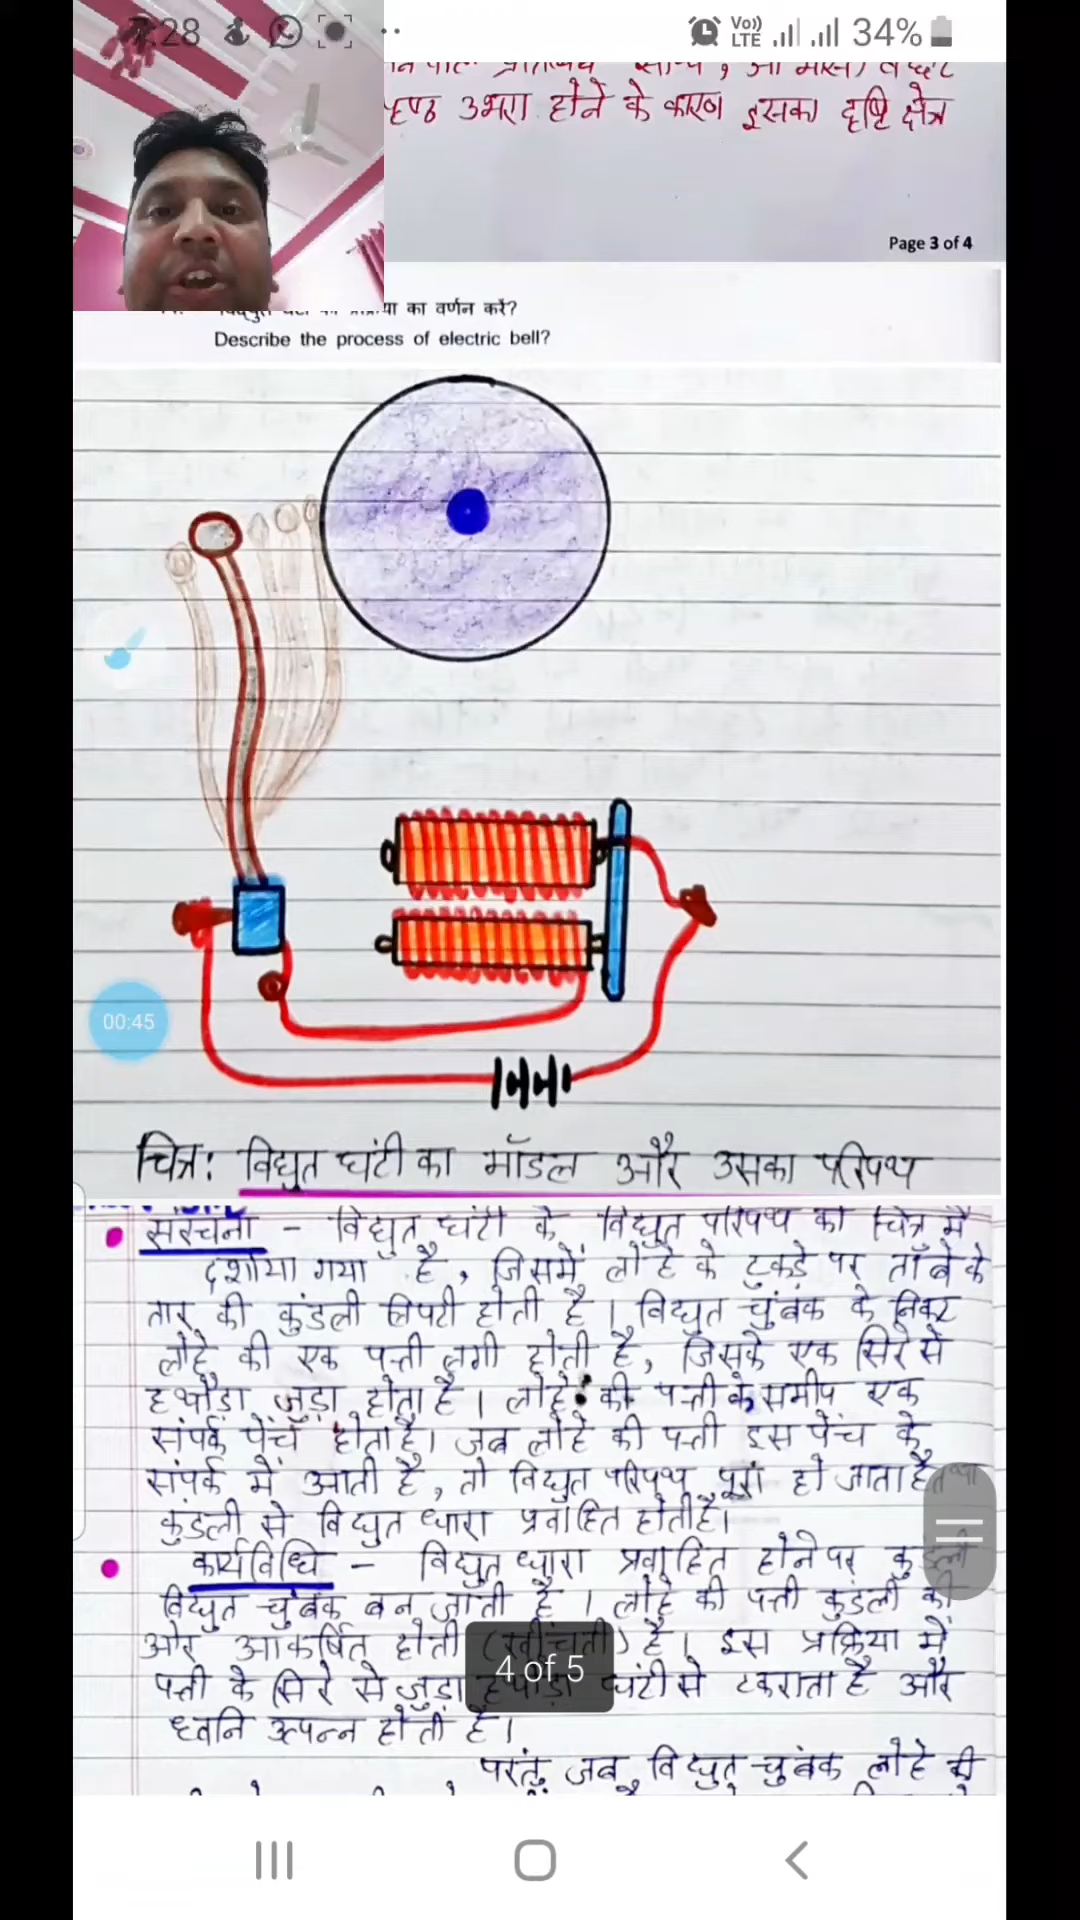 28
Vo))
LTE
34%
उभरा होने के कारण इसका दृष्टि क्षेत्र
Page 3 of 4
का वर्णन करें?
Describe the process of electric bell?
00:45
चित्र: विद्युत घंटी का मॉडल और उसका परिपथ
संरचना - विद्युत घंटी के विद्युत परिपथ को चित्र में
दर्शाया गया है, जिसमें लोहे के टुकड़े पर ताँबे के
तार की कुंडली लिपटी होती है। विद्युत चुंबक के निकट
लोहे की एक पत्ती लगी होती है, जिसके एक सिरे से
हथौड़ा जुड़ा होता है। लोहे की पत्ती के समीप एक
संपर्क पेंच होता है। जब लोहे की पत्ती इस पेंच के
संपर्क में आती है, तो विद्युत परिपथ पूरा हो जाता है तथा
कुंडली से विद्युत धारा प्रवाहित होती है।
कार्यविधि - विद्युत धारा प्रवाहित होने पर कुंडली
विद्युत चुंबक बन जाती है। लोहे की पत्ती कुंडली की
ओर आकर्षित होती (खींचती) है। इस प्रक्रिया में
4 of 5
पत्ती के सिरे से जुड़ा हथौड़ा घंटी से टकराता है और
ध्वनि उत्पन्न होती है।
परंतु जब विद्युत चुंबक लोहे की